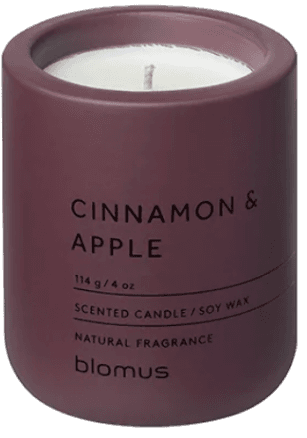 CINNAMON &
APPLE
114 g / 4 oz
SCENTED CANDLE / SOY WAX
NATURAL FRAGRANCE
blomus